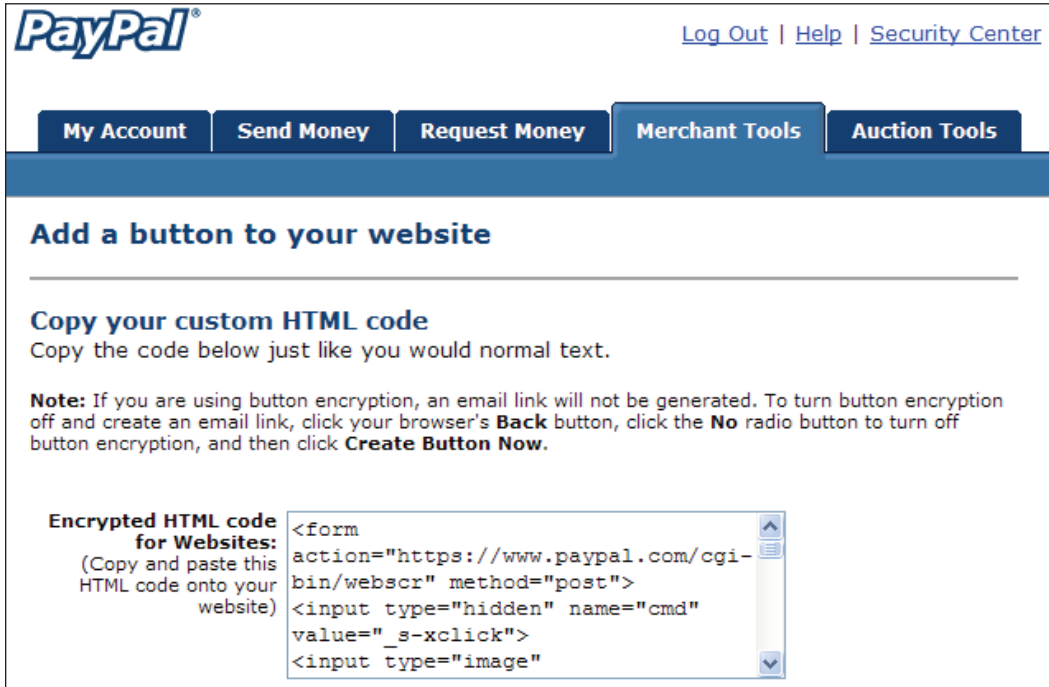 PayPal®
Log Out | Help | Security Center
My Account Send Money Request Money Merchant Tools Auction Tools
Add a button to your website
Copy your custom HTML code
Copy the code below just like you would normal text.
Note: If you are using button encryption, an email link will not be generated. To turn button encryption
off and create an email link, click your browser's Back button, click the No radio button to turn off
button encryption, and then click Create Button Now.
Encrypted HTML code
for Websites:
(Copy and paste this
HTML code onto your
website)
<form
action="https://www.paypal.com/cgi-
bin/webscr" method="post">
<input type="hidden" name="cmd"
value="_s-xclick">
<input type="image"